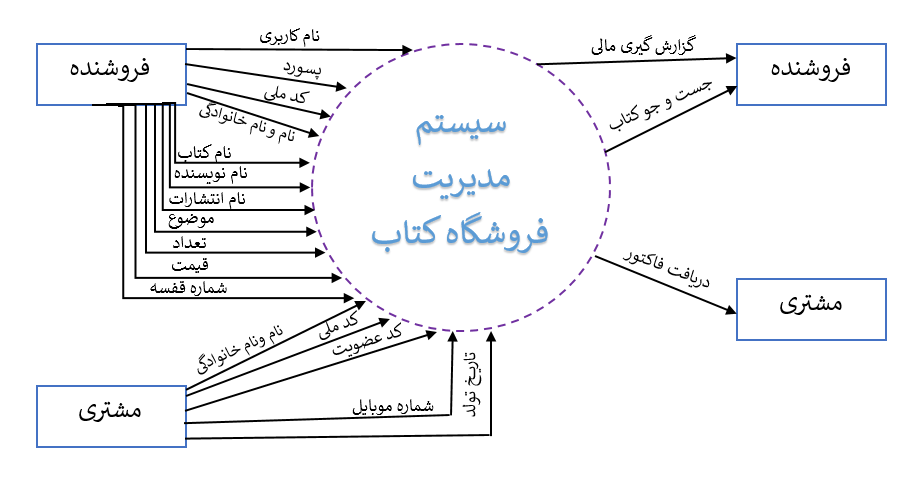 فروشنده
نام کاربری
پسورد
کد ملی
نام و نام خانوادگی
نام کتاب
نام نویسنده
نام انتشارات
موضوع
تعداد
قیمت
شماره قفسه
سیستم
مدیریت
فروشگاه کتاب
گزارش گیری مالی
جست و جو کتاب
فروشنده
دریافت فاکتور
مشتری
مشتری
نام ونام خانوادگی
کد ملی
کد عضویت
شماره موبایل
تاریخ تولد